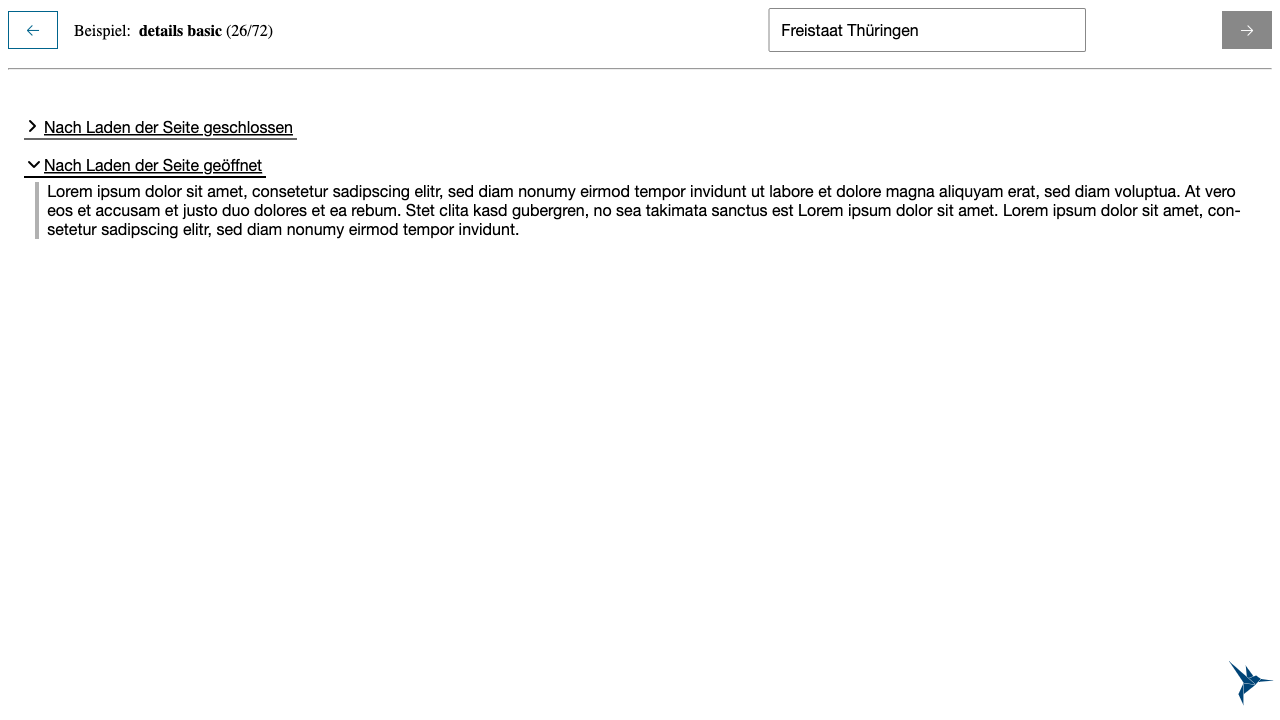 Beispiel: details basic (26/72)
Freistaat Thüringen
Nach Laden der Seite geschlossen
Nach Laden der Seite geöffnet
Lorem ipsum dolor sit amet, consetetur sadipscing elitr, sed diam nonumy eirmod tempor invidunt ut labore et dolore magna aliquyam erat, sed diam voluptua. At vero
eos et accusam et justo duo dolores et ea rebum. Stet clita kasd gubergren, no sea takimata sanctus est Lorem ipsum dolor sit amet. Lorem ipsum dolor sit amet, con-
setetur sadipscing elitr, sed diam nonumy eirmod tempor invidunt.